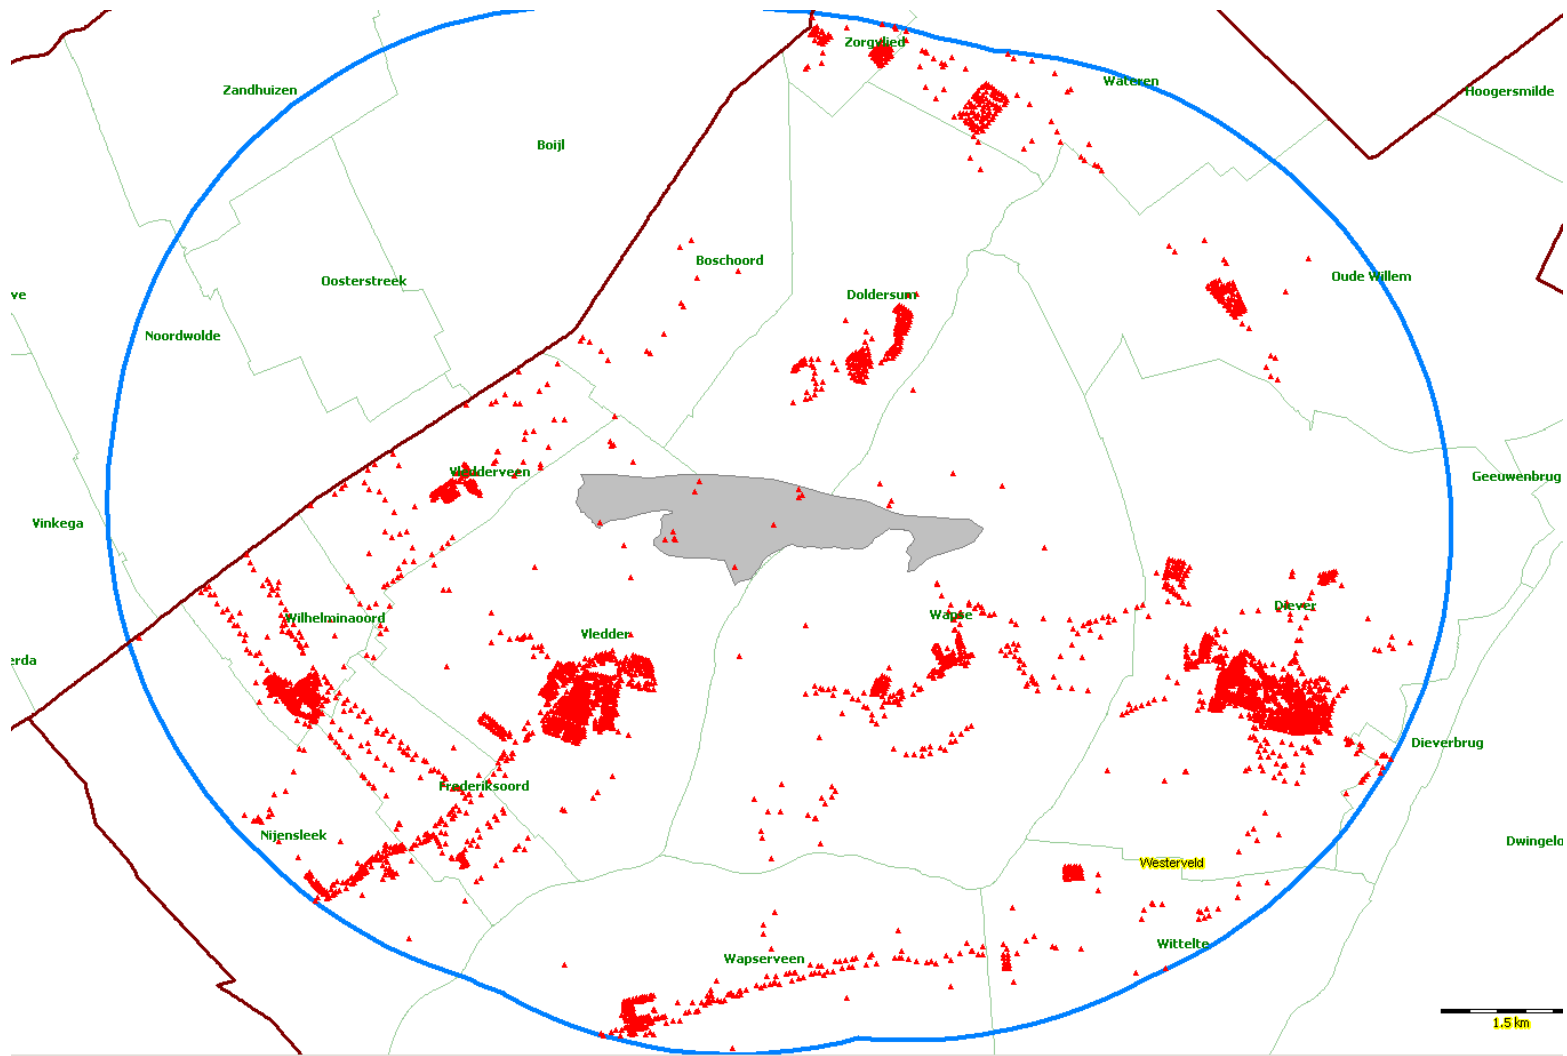 Zorgvlied
Wateren
Zandhuizen
Hoogersmilde
Boijl
Boschoord
Oude Willem
Oosterstreek
Doldersum
ve
Noordwolde
Vledderveen
Geeuwenbrug
Vinkega
Diever
Wapse
Wilhelminaoord
Vledder
erda
Dieverbrug
Frederiksoord
Nijensleek
Dwingelo
Westerveld
Wittelte
Wapserveen
1.5 km